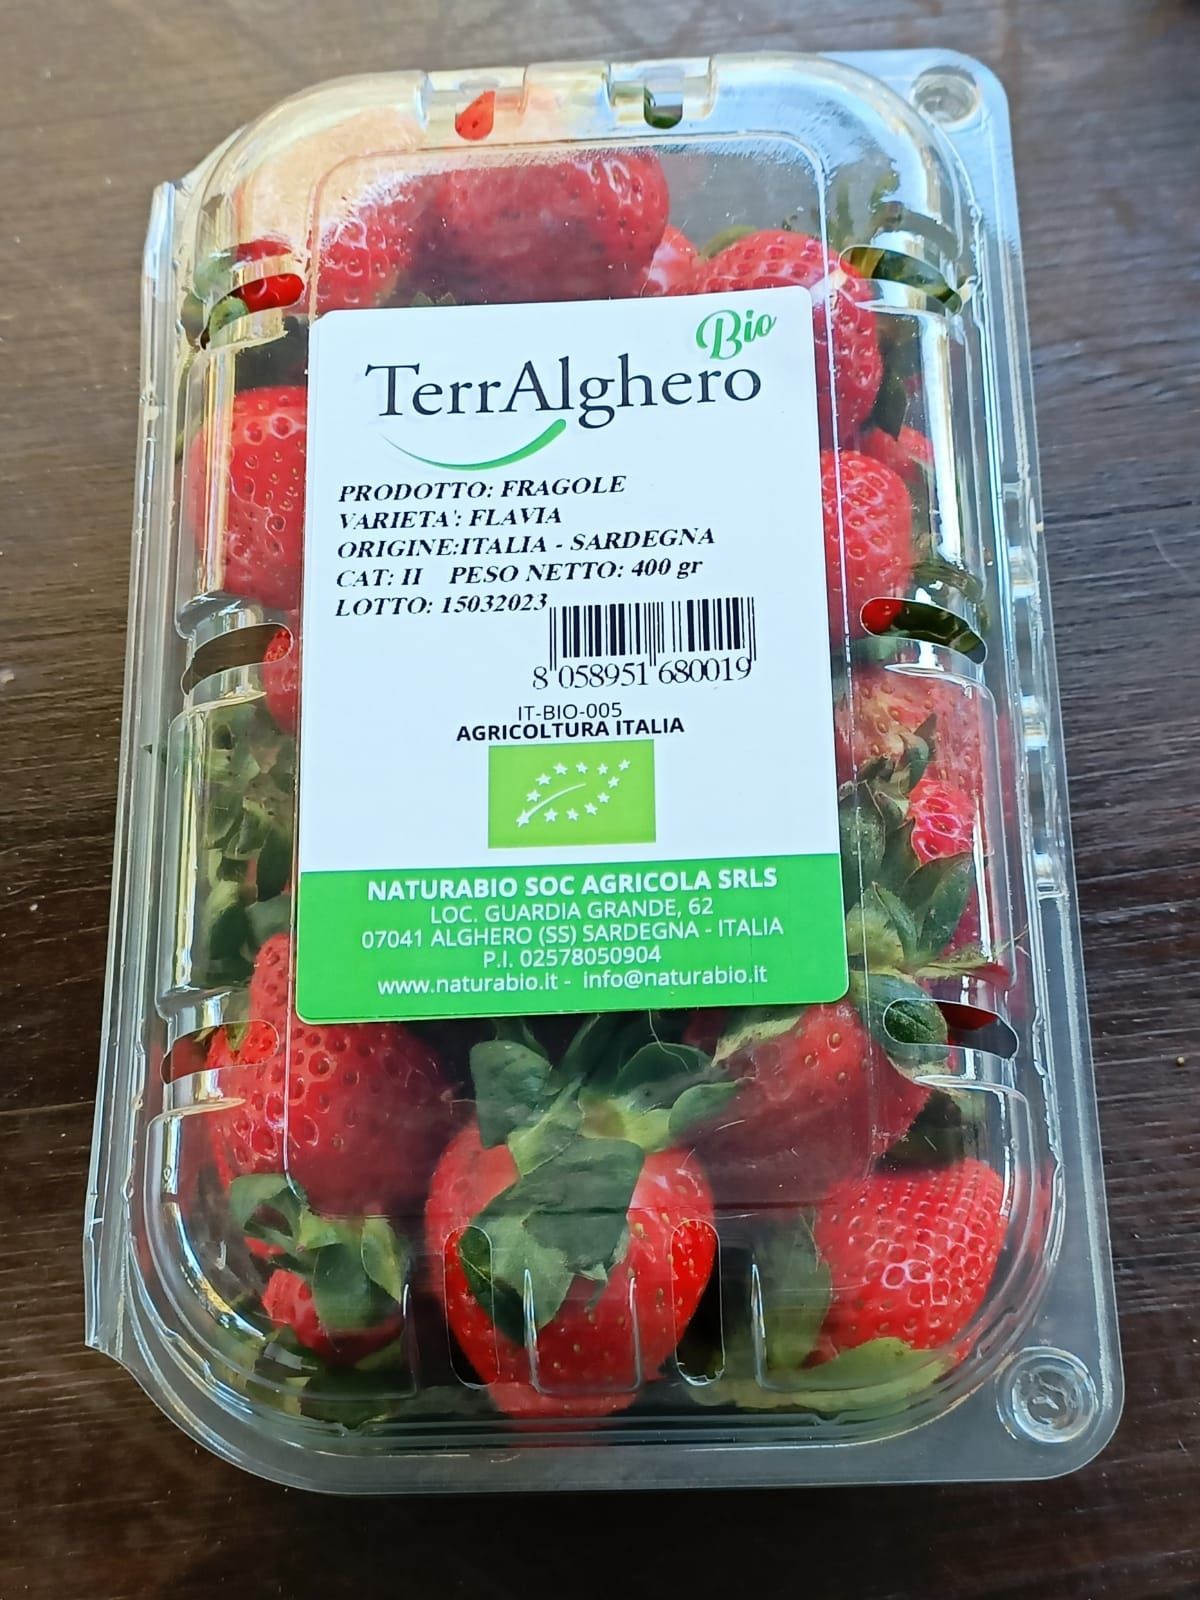 Bio
TerrAlghero
PRODOTTO: FRAGOLE
VARIETA': FLAVIA
ORIGINE:ITALIA - SARDEGNA
CAT: II PESO NETTO: 400 gr
LOTTO: 15032023
8 058951 680019
IT-BIO-005
AGRICOLTURA ITALIA
NATURABIO SOC AGRICOLA SRLS
LOC. GUARDIA GRANDE, 62
07041 ALGHERO (SS) SARDEGNA - ITALIA
P.I. 02578050904
www.naturabio.it - info@naturabio.it